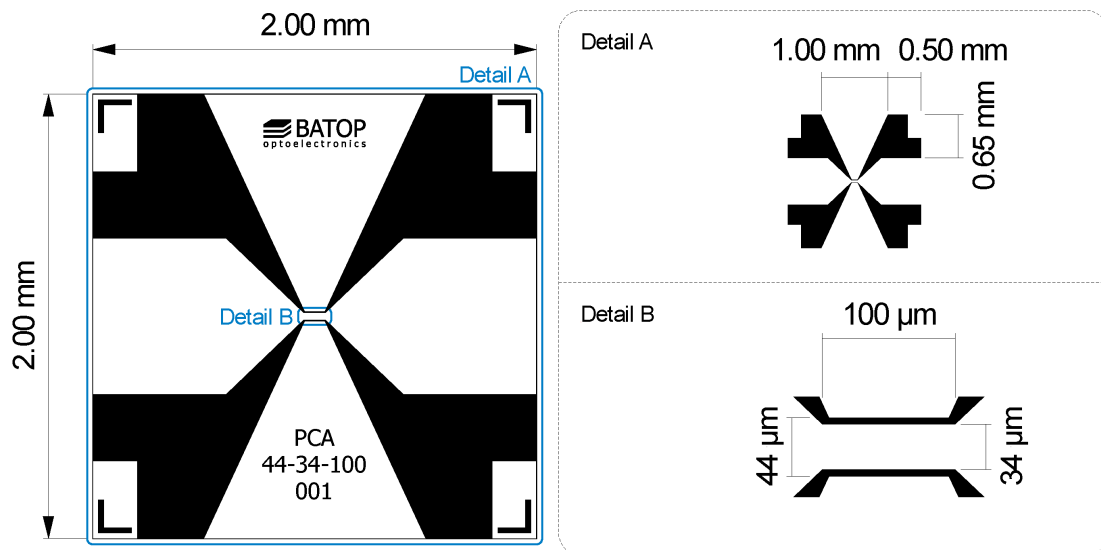 2.00 mm
Detail A
BATOP
optoelectronics
2.00 mm
Detail B
PCA
44-34-100
001
Detail A
1.00 mm
0.50 mm
0.65 mm
Detail B
100 µm
44 µm
34 µm